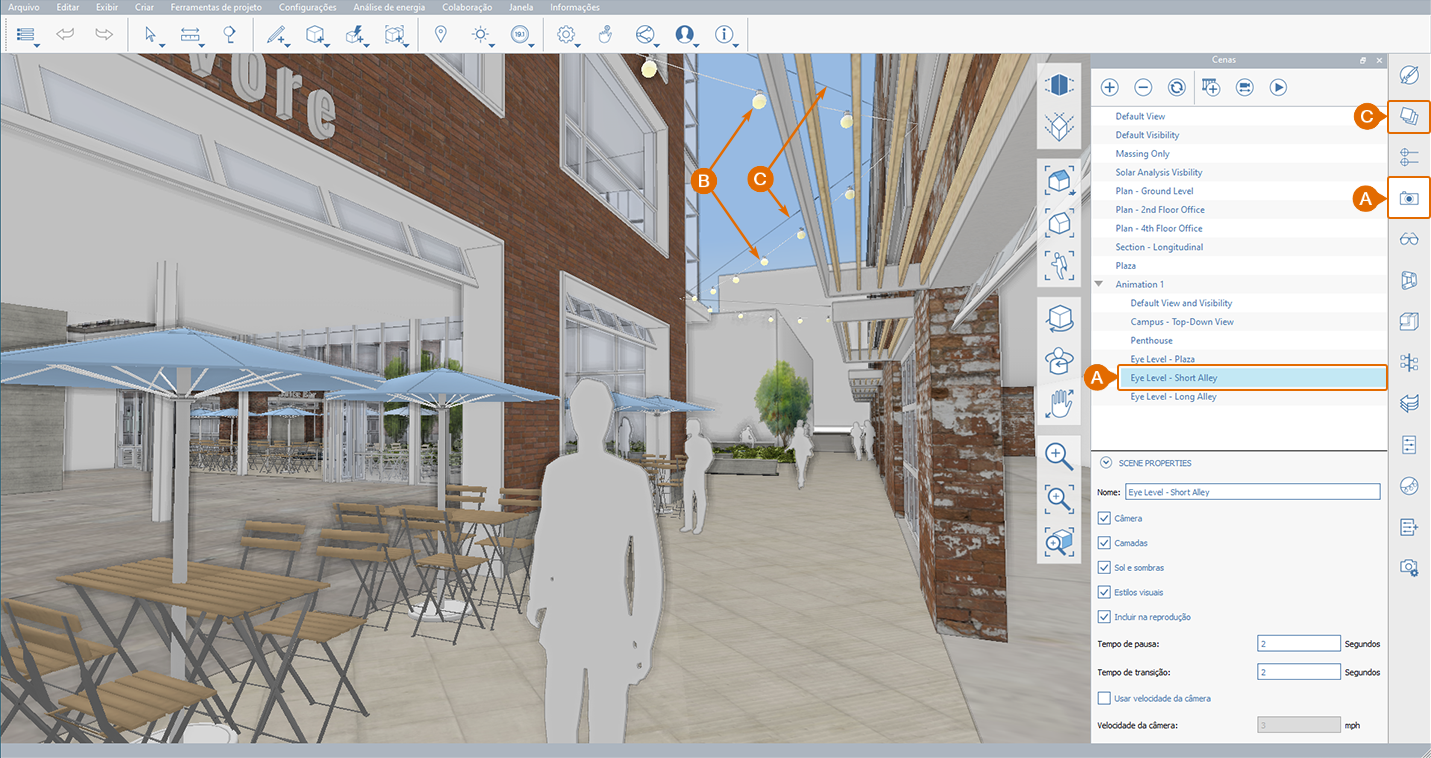 Arquivo Editar Exibir Criar Ferramentas de projeto Configurações Análise de energia Colaboração Janela Informações
19.1
vore
B
C
Cenas
Default View
Default Visibility
Massing Only
Solar Analysis Visbility
Plan - Ground Level
Plan - 2nd Floor Office
Plan - 4th Floor Office
Section - Longitudinal
Plaza
Animation 1
Default View and Visibility
Campus - Top-Down View
Penthouse
Eye Level - Plaza
A Eye Level - Short Alley
Eye Level - Long Alley
SCENE PROPERTIES
Nome: Eye Level - Short Alley
Câmera
Camadas
Sol e sombras
Estilos visuais
Incluir na reprodução
Tempo de pausa: 2 Segundos
Tempo de transição: 2 Segundos
Usar velocidade da câmera
Velocidade da câmera: 3 mph
C
A